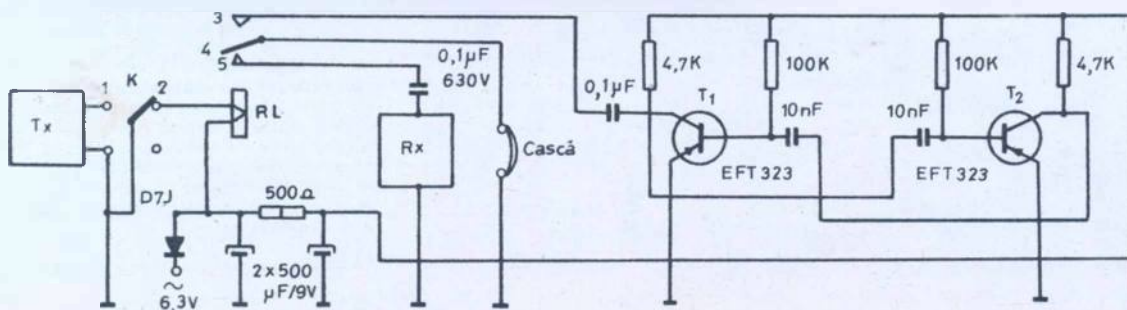 3
4
5
0,1µF
630V
1
K
2
Tx
RL
Rx
Cască
D7J
500Ω
2x500
µF/9V
~
6,3V
4,7K
100K
100K
4,7K
0,1µF
T1
10nF
10nF
T2
EFT323
EFT323